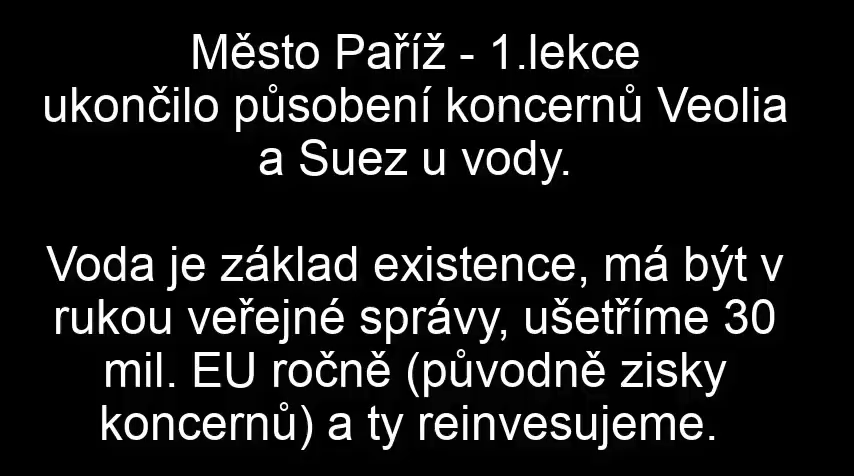 Město Paříž - 1.lekce
ukončilo působení koncernů Veolia
a Suez u vody.
Voda je základ existence, má být v
rukou veřejné správy, ušetříme 30
mil. EU ročně (původně zisky
koncernů) a ty reinvesujeme.